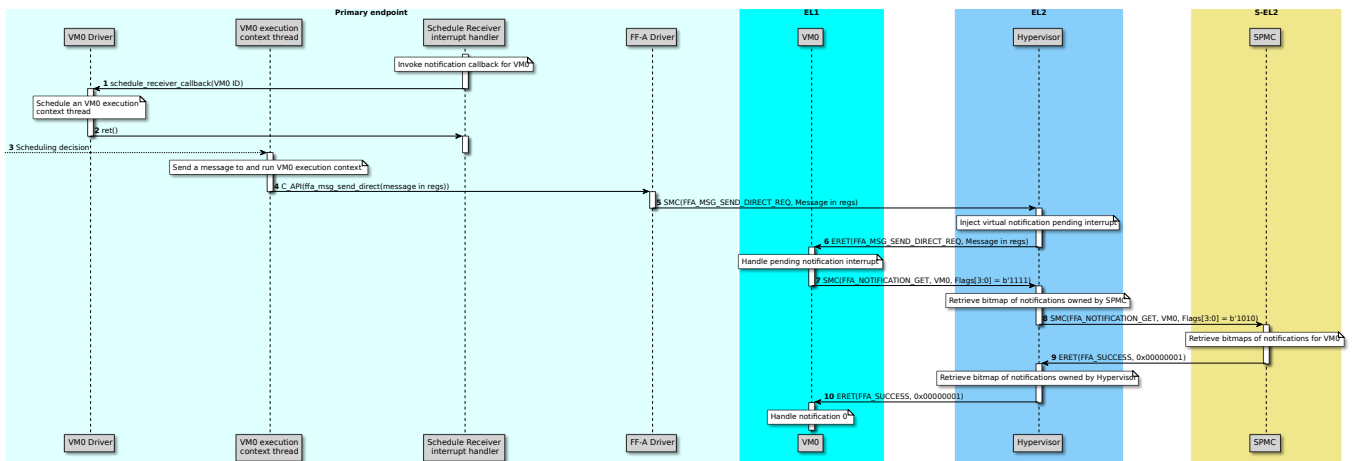 Primary endpoint
EL1
EL2
S-EL2
VM0 Driver
VM0 execution
context thread
Schedule Receiver
interrupt handler
FF-A Driver
VM0
Hypervisor
SPMC
Invoke notification callback for VM0
1 schedule_receiver_callback(VM0 ID)
Schedule an VM0 execution
context thread
2 ret()
3 Scheduling decision
Send a message to and run VM0 execution context
4 C_API(ffa_msg_send_direct(message in regs))
5 SMC(FFA_MSG_SEND_DIRECT_REQ, Message in regs)
Inject virtual notification pending interrupt
6 ERET(FFA_MSG_SEND_DIRECT_REQ, Message in regs)
Handle pending notification interrupt
7 SMC(FFA_NOTIFICATION_GET, VM0, Flags[3:0] = b'1111)
Retrieve bitmap of notifications owned by SPMC
8 SMC(FFA_NOTIFICATION_GET, VM0, Flags[3:0] = b'1010)
Retrieve bitmaps of notifications for VM0
9 ERET(FFA_SUCCESS, 0x00000001)
Retrieve bitmap of notifications owned by Hypervisor
10 ERET(FFA_SUCCESS, 0x00000001)
Handle notification 0
VM0 Driver
VM0 execution
context thread
Schedule Receiver
interrupt handler
FF-A Driver
VM0
Hypervisor
SPMC